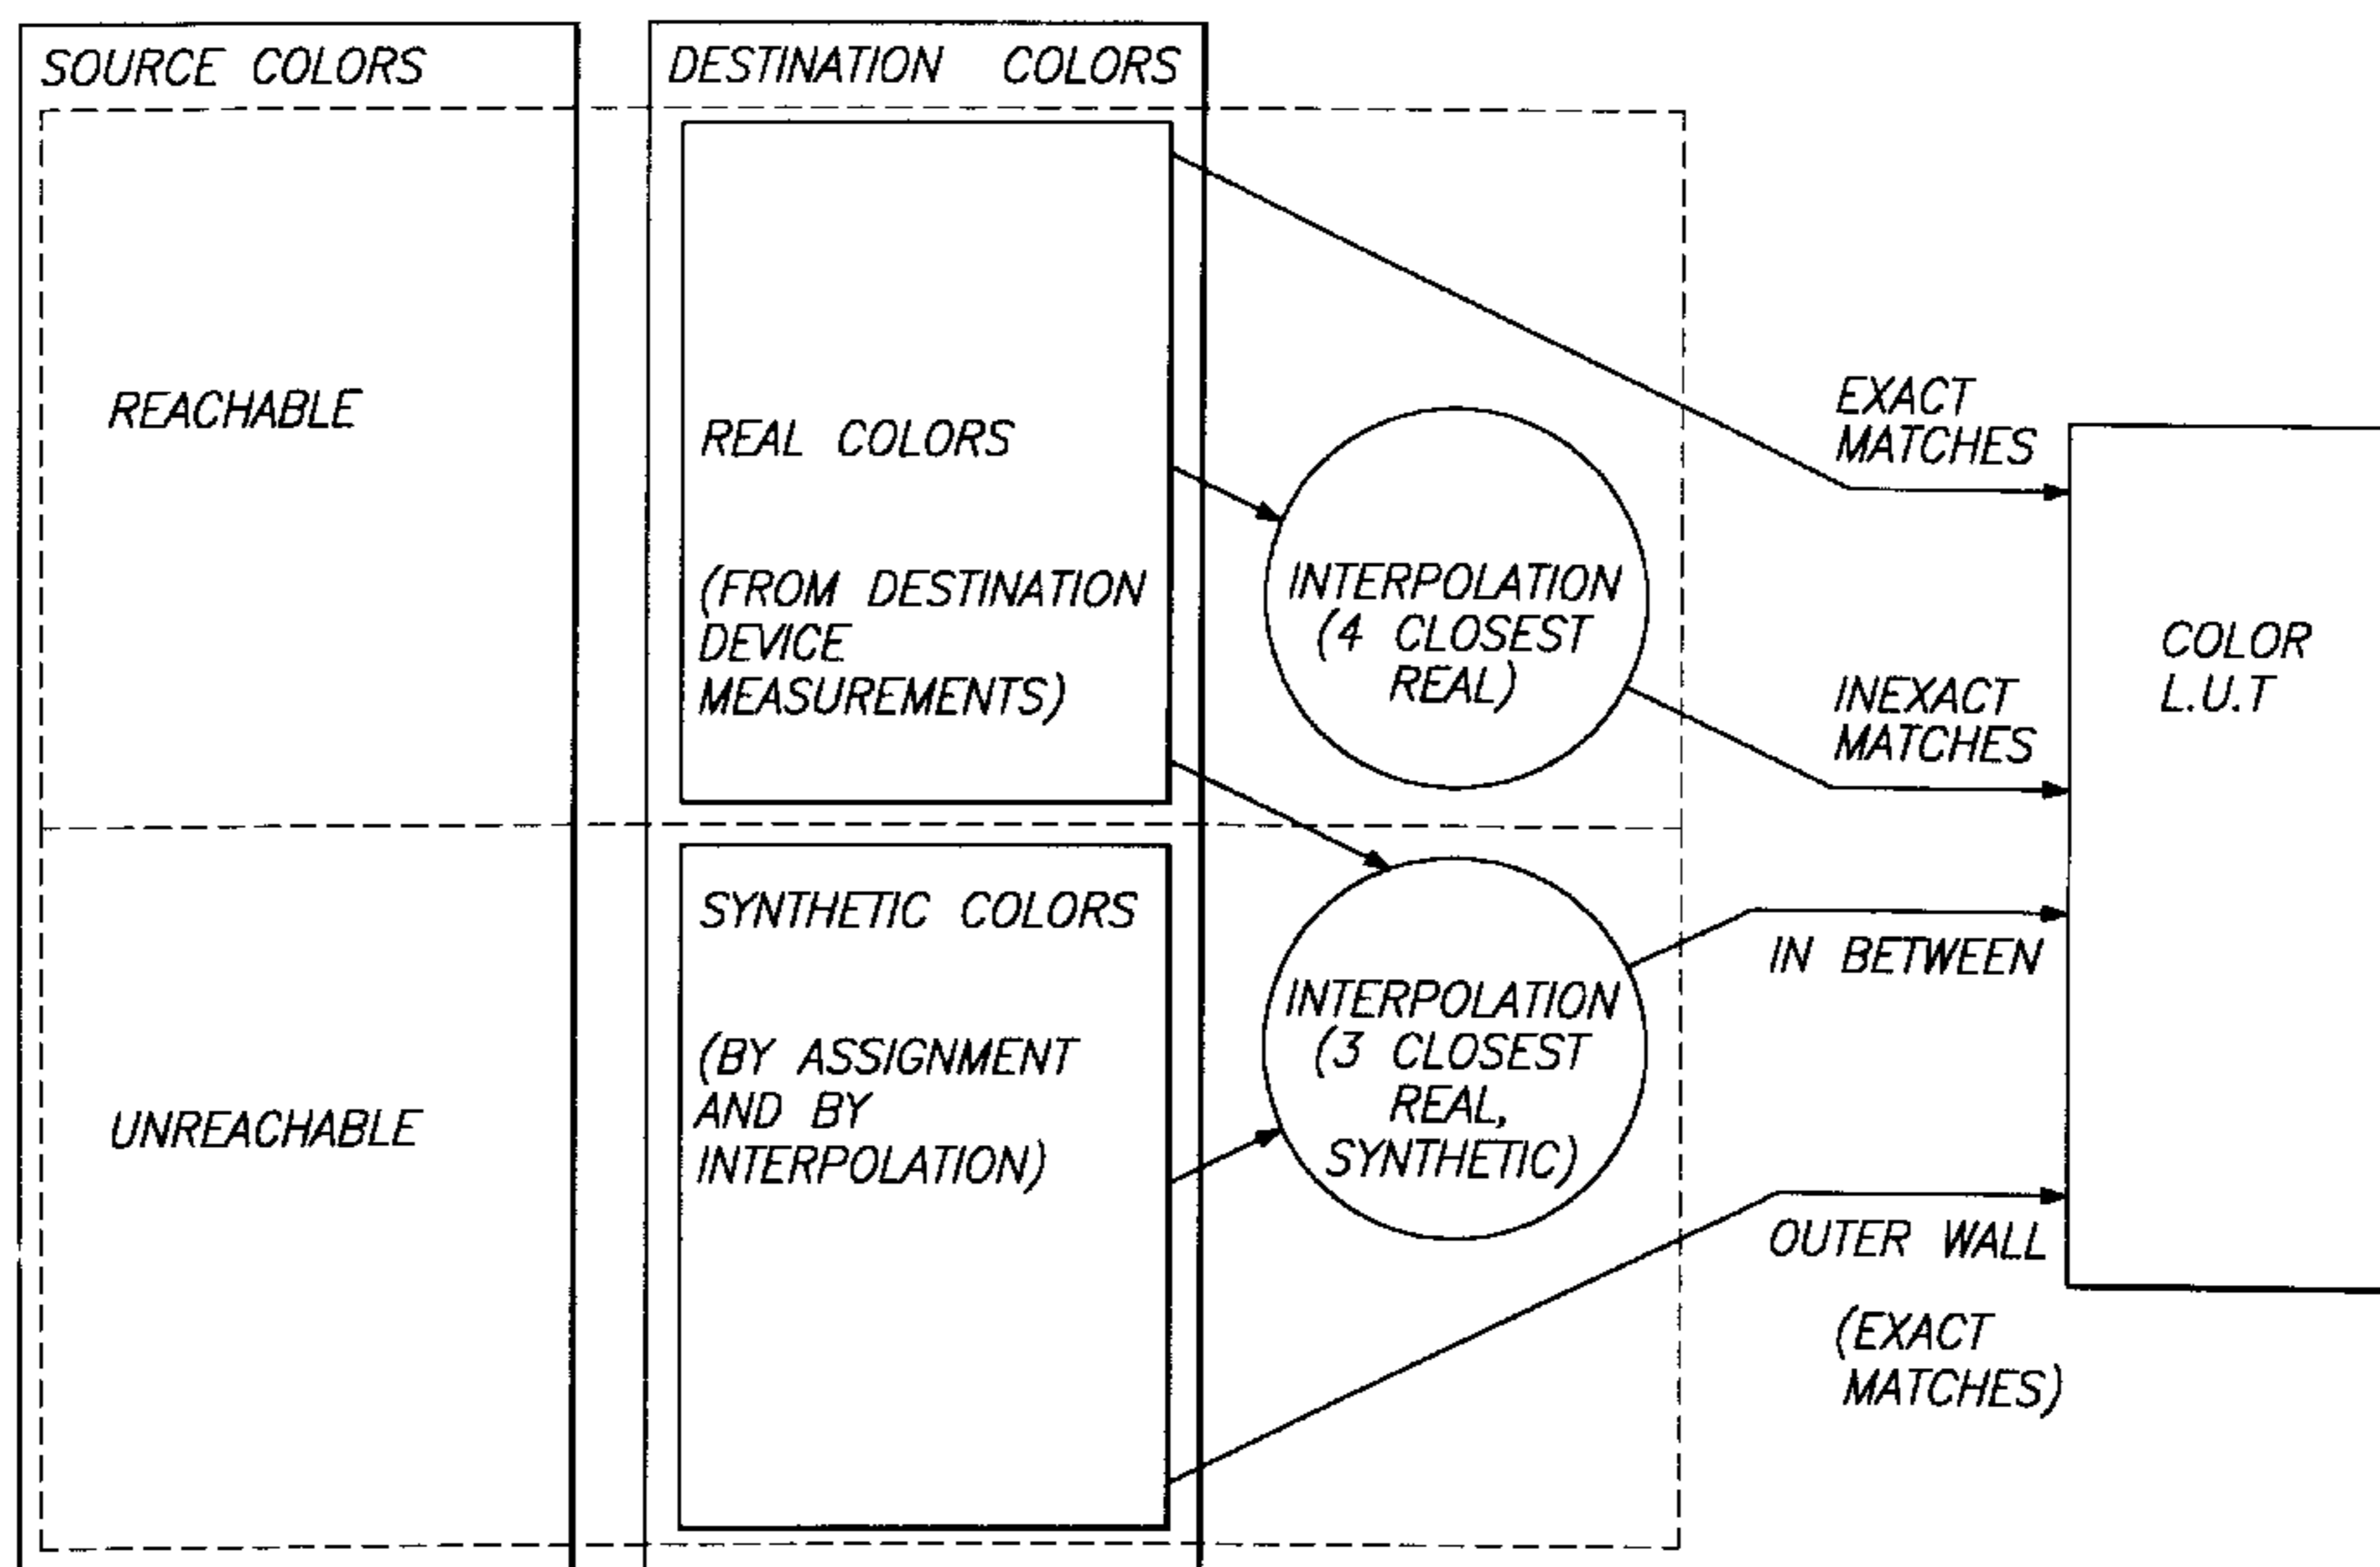 SOURCE COLORS
DESTINATION COLORS
REACHABLE
REAL COLORS
(FROM DESTINATION
DEVICE
MEASUREMENTS)
INTERPOLATION
(4 CLOSEST
REAL)
EXACT
MATCHES
INEXACT
MATCHES
COLOR
L.U.T
UNREACHABLE
SYNTHETIC COLORS
(BY ASSIGNMENT
AND BY
INTERPOLATION)
INTERPOLATION
(3 CLOSEST
REAL,
SYNTHETIC)
IN BETWEEN
OUTER WALL
(EXACT
MATCHES)